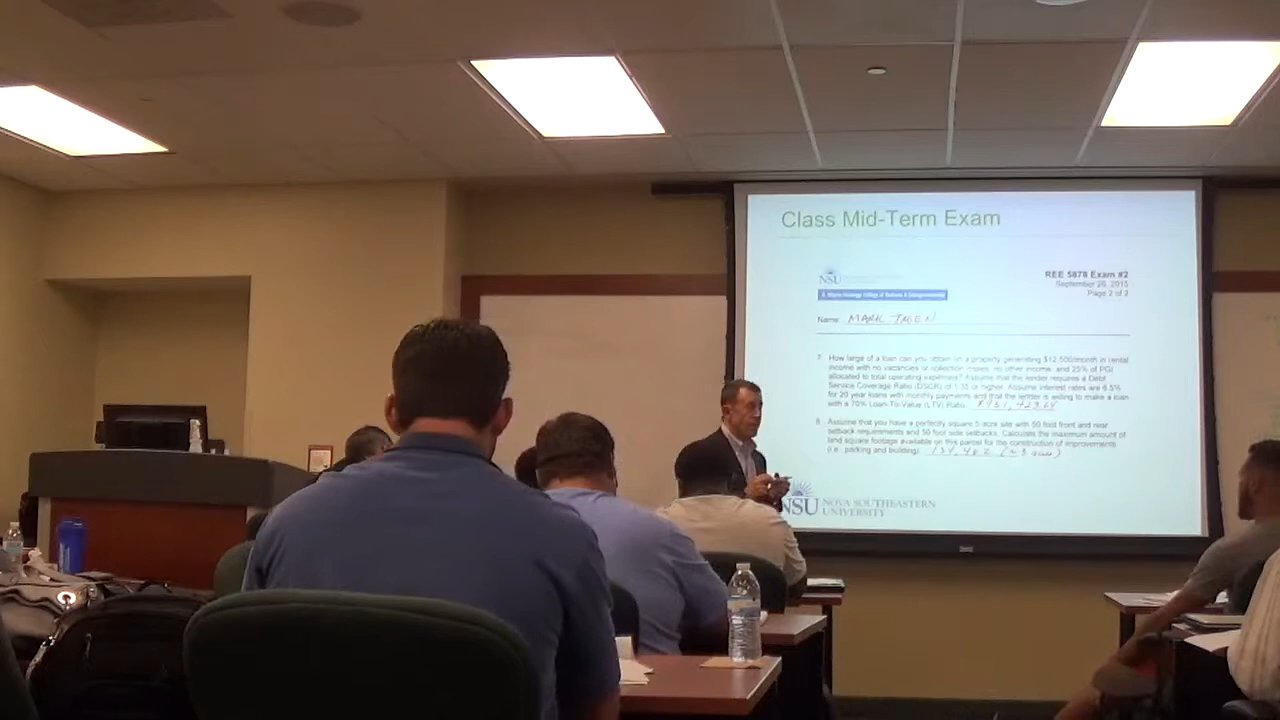 Class Mid-Term Exam
NSU
REE 5878 Exam #2
September 26, 2015
Page 2 of 3
H. Wayne Huizenga College of Business & Entrepreneurship
Name:
7. How large of a loan can you obtain on a property generating $12,500/month in rental
income with no vacancies or collection losses, no other income, and 25% of PGI
allocated to total operating expenses? Assume that the lender requires a Debt
Service Coverage Ratio (DSCR) of 1.35 or higher. Assume interest rates are 6.5%
for 20 year loans with monthly payments and that the lender is willing to make a loan
with a 70% Loan-To-Value (LTV) Ratio.
8. Assume that you have a perfectly square 5-acre site with 50 foot front and rear
setback requirements and 50 foot side setbacks. Calculate the maximum amount of
land square footage available on this parcel for the construction of improvements
(i.e. parking and building)
NSU NOVA SOUTHEASTERN
UNIVERSITY